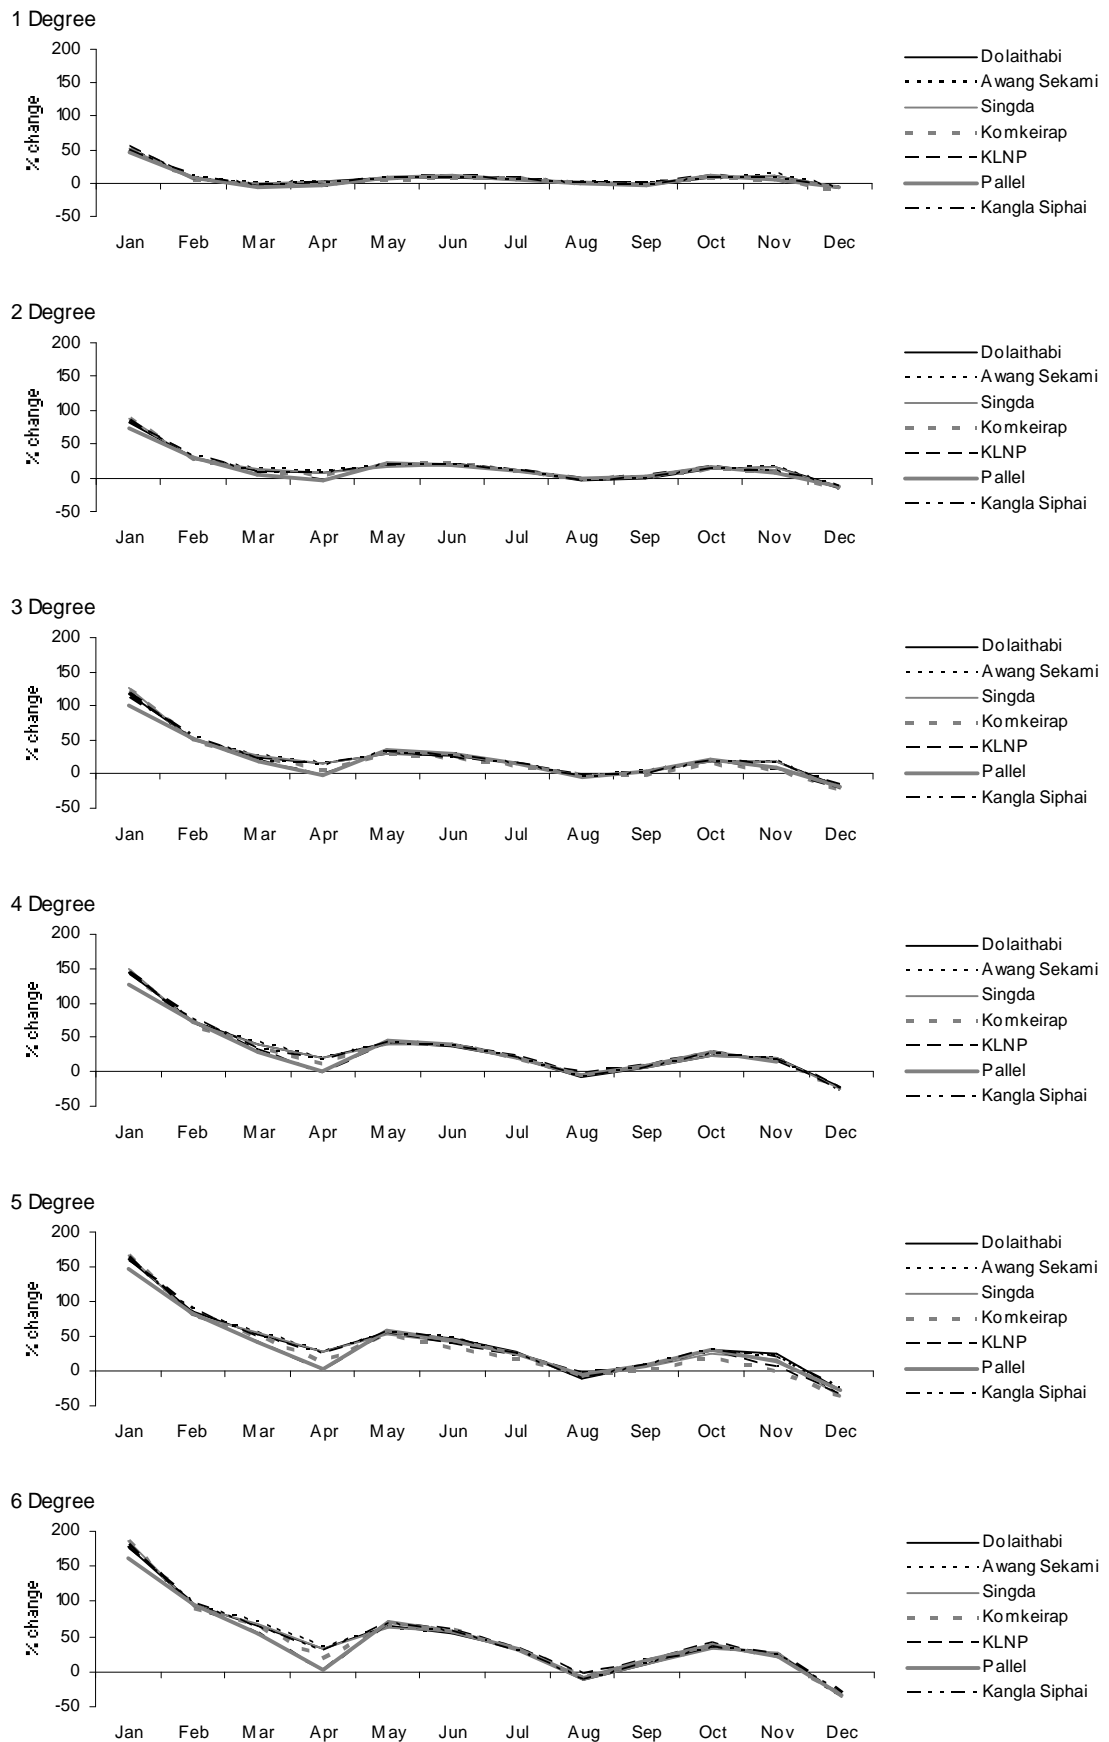 1 Degree
200
150
100
50
0
-50
% change
Jan Feb Mar Apr May Jun Jul Aug Sep Oct Nov Dec
Dolaithabi
Awang Sekami
Singda
Komkeirap
KLNP
Pallel
Kangla Siphai
2 Degree
200
150
100
50
0
-50
% change
Jan Feb Mar Apr May Jun Jul Aug Sep Oct Nov Dec
Dolaithabi
Awang Sekami
Singda
Komkeirap
KLNP
Pallel
Kangla Siphai
3 Degree
200
150
100
50
0
-50
% change
Jan Feb Mar Apr May Jun Jul Aug Sep Oct Nov Dec
Dolaithabi
Awang Sekami
Singda
Komkeirap
KLNP
Pallel
Kangla Siphai
4 Degree
200
150
100
50
0
-50
% change
Jan Feb Mar Apr May Jun Jul Aug Sep Oct Nov Dec
Dolaithabi
Awang Sekami
Singda
Komkeirap
KLNP
Pallel
Kangla Siphai
5 Degree
200
150
100
50
0
-50
% change
Jan Feb Mar Apr May Jun Jul Aug Sep Oct Nov Dec
Dolaithabi
Awang Sekami
Singda
Komkeirap
KLNP
Pallel
Kangla Siphai
6 Degree
200
150
100
50
0
-50
% change
Jan Feb Mar Apr May Jun Jul Aug Sep Oct Nov Dec
Dolaithabi
Awang Sekami
Singda
Komkeirap
KLNP
Pallel
Kangla Siphai